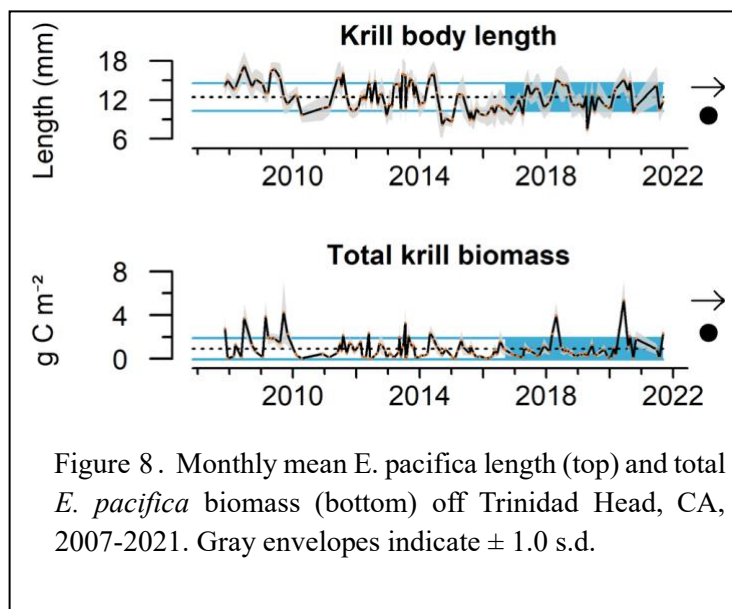 Krill body length
Length (mm)
18
12
6
2010 2014 2018 2022
Total krill biomass
g C m⁻²
8
4
0
2010 2014 2018 2022
Figure 8. Monthly mean E. pacifica length (top) and total
E. pacifica biomass (bottom) off Trinidad Head, CA,
2007-2021. Gray envelopes indicate ± 1.0 s.d.